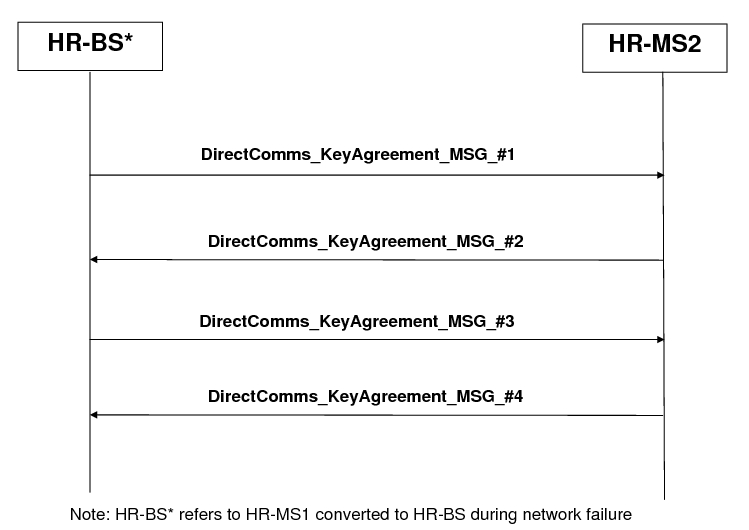 HR-BS*
HR-MS2
DirectComms_KeyAgreement_MSG_#1
DirectComms_KeyAgreement_MSG_#2
DirectComms_KeyAgreement_MSG_#3
DirectComms_KeyAgreement_MSG_#4
Note: HR-BS* refers to HR-MS1 converted to HR-BS during network failure